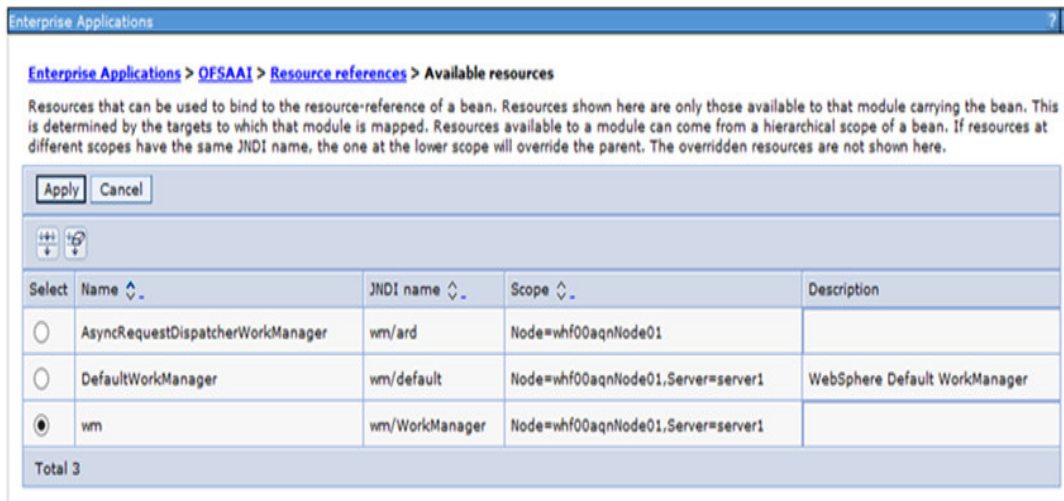 Enterprise Applications ?
Enterprise Applications > OFSAAI > Resource references > Available resources
Resources that can be used to bind to the resource-reference of a bean. Resources shown here are only those available to that module carrying the bean. This
is determined by the targets to which that module is mapped. Resources available to a module can come from a hierarchical scope of a bean. If resources at
different scopes have the same JNDI name, the one at the lower scope will override the parent. The overridden resources are not shown here.
Apply Cancel
Select Name JNDI name Scope Description
AsyncRequestDispatcherWorkManager wm/ard Node=whf00aqnNode01
DefaultWorkManager wm/default Node=whf00aqnNode01,Server=server1 WebSphere Default WorkManager
wm wm/WorkManager Node=whf00aqnNode01,Server=server1
Total 3